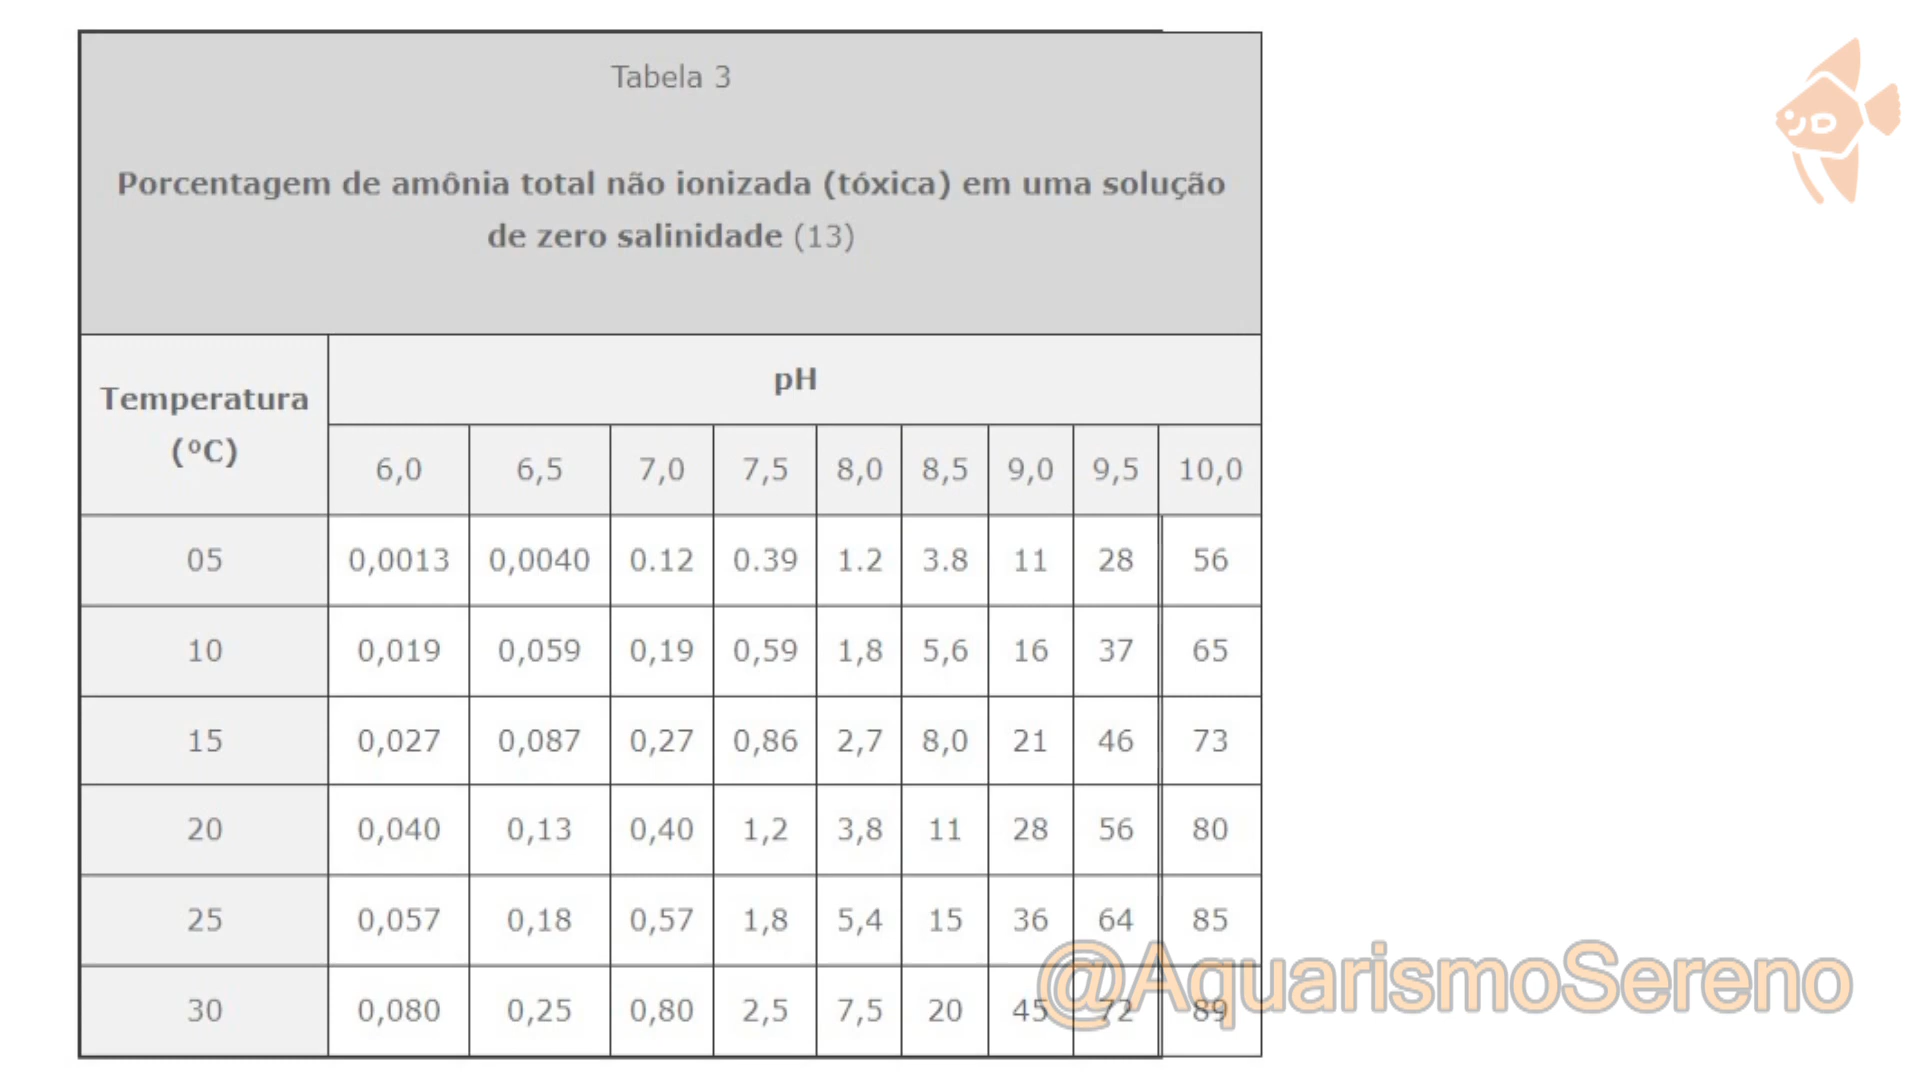 Tabela 3
Porcentagem de amônia total não ionizada (tóxica) em uma solução
de zero salinidade (13)
Temperatura
(ºC)
pH
6,0 6,5 7,0 7,5 8,0 8,5 9,0 9,5 10,0
05 0,0013 0,0040 0.12 0.39 1.2 3.8 11 28 56
10 0,019 0,059 0,19 0,59 1,8 5,6 16 37 65
15 0,027 0,087 0,27 0,86 2,7 8,0 21 46 73
20 0,040 0,13 0,40 1,2 3,8 11 28 56 80
25 0,057 0,18 0,57 1,8 5,4 15 36 64 85
30 0,080 0,25 0,80 2,5 7,5 20 45 72 89
@AquarismoSereno
JD